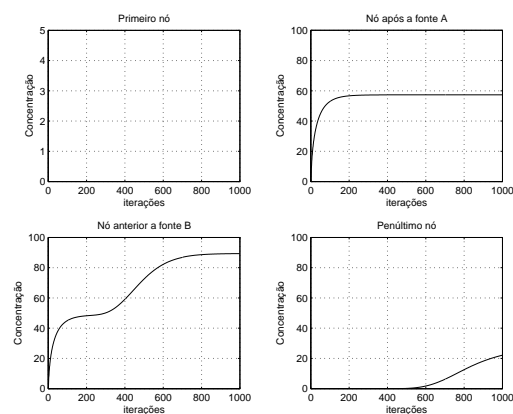 Primeiro nó
Concentração
5
4
3
2
1
0
0 200 400 600 800 1000
iterações
Nó após a fonte A
Concentração
100
80
60
40
20
0
0 200 400 600 800 1000
iterações
Nó anterior a fonte B
Concentração
100
80
60
40
20
0
0 200 400 600 800 1000
iterações
Penúltimo nó
Concentração
100
80
60
40
20
0
0 200 400 600 800 1000
iterações